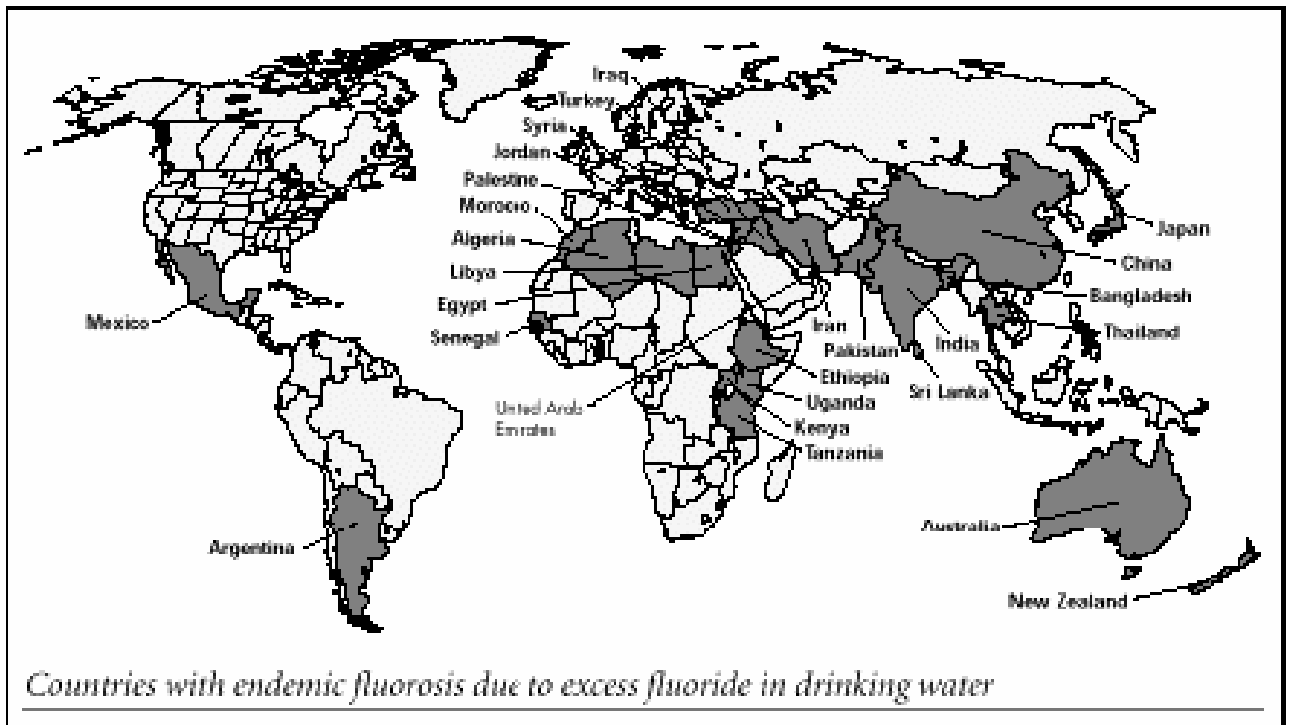 Iraq
Turkey
Syria
Jordan
Palestine
Morocio
Algeria
Libya
Egypt
Senegal
Mexico
United Arab
Emirates
Argentina
Japan
China
Bangladesh
Thailand
Iran
Pakistan
India
Sri Lanka
Ethiopia
Uganda
Kenya
Tanzania
Australia
New Zealand
Countries with endemic fluorosis due to excess fluoride in drinking water